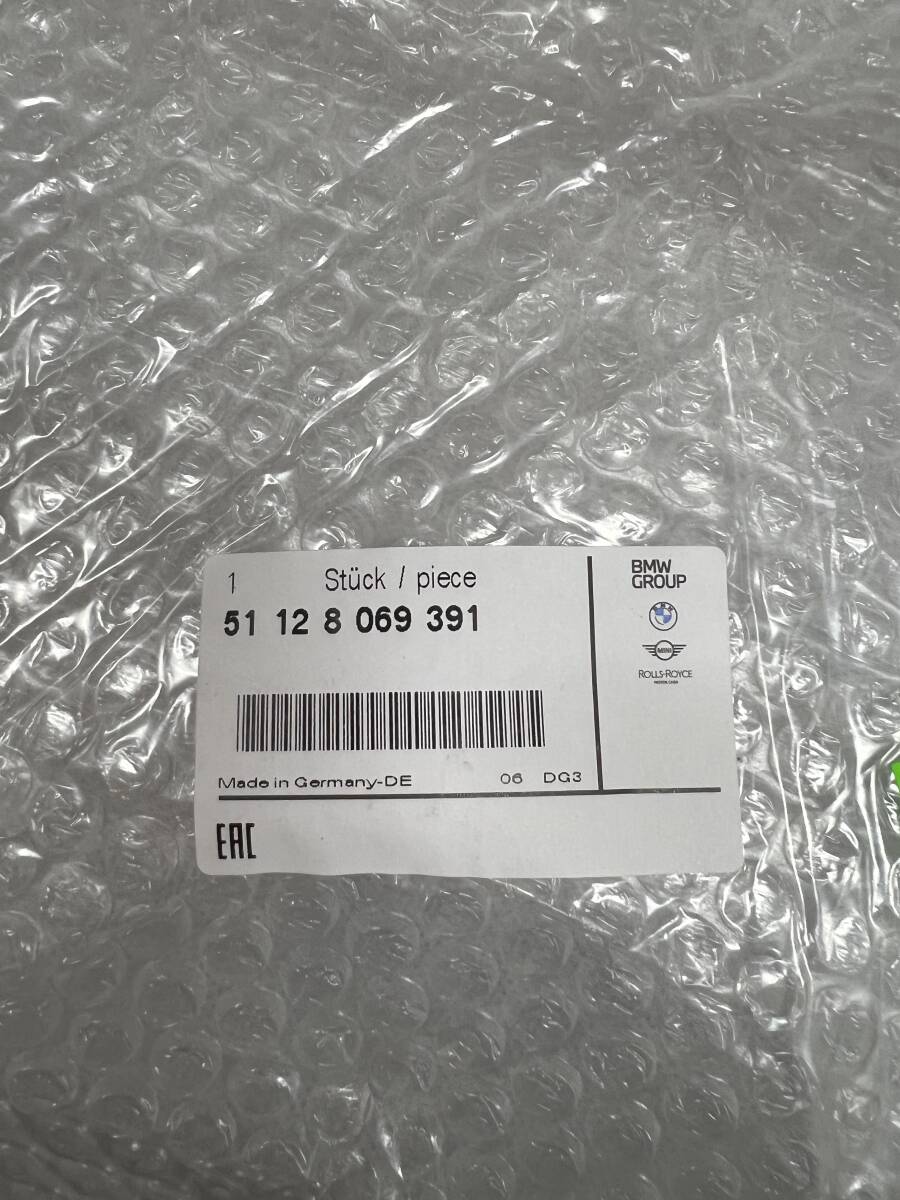 1 Stück / piece
51 12 8 069 391
Made in Germany-DE 06 DG3
EAC
BMW
GROUP
MINI
ROLLS-ROYCE